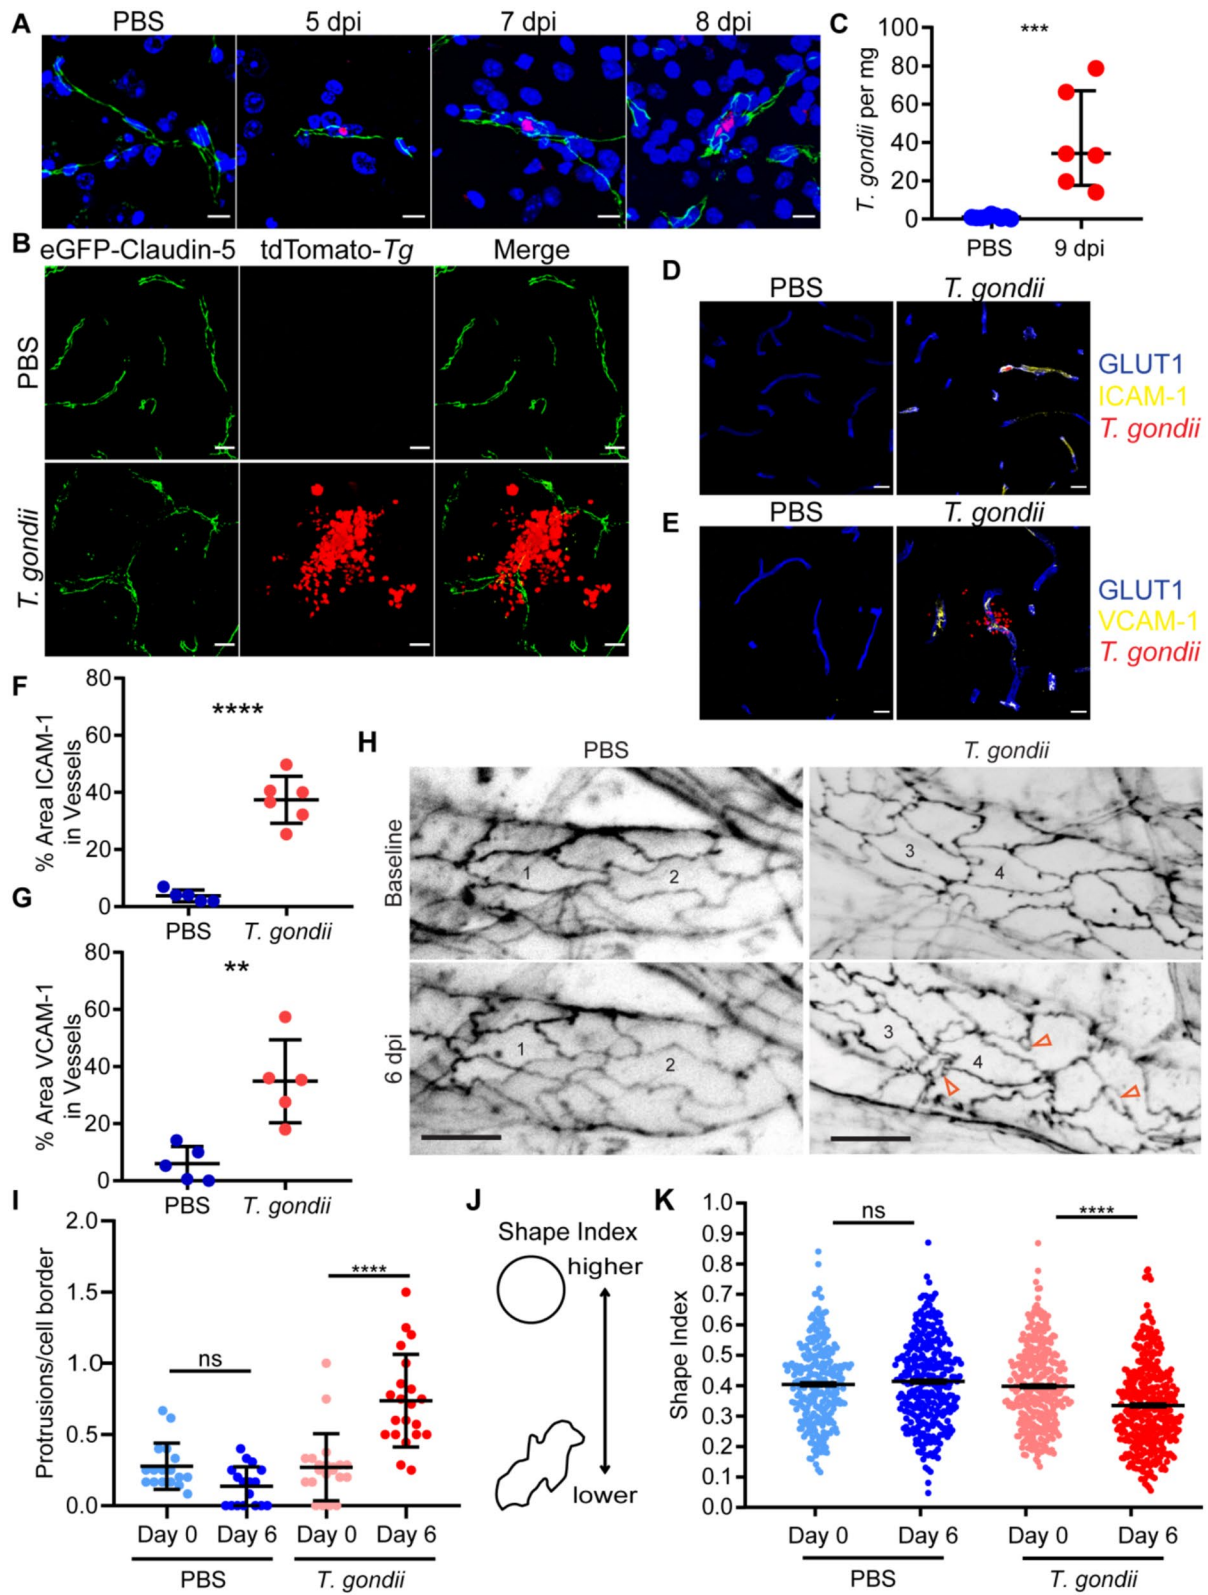 A
PBS
5 dpi
7 dpi
8 dpi
C
***
T. gondii per mg
100
80
60
40
20
0
PBS
9 dpi
B
eGFP-Claudin-5
tdTomato-Tg
Merge
PBS
T. gondii
D
PBS
T. gondii
GLUT1
ICAM-1
T. gondii
E
PBS
T. gondii
GLUT1
VCAM-1
T. gondii
F
% Area ICAM-1
in Vessels
80
60
40
20
0
****
PBS
T. gondii
G
% Area VCAM-1
in Vesssels
80
60
40
20
0
**
PBS
T. gondii
H
PBS
T. gondii
Baseline
1
2
3
4
6 dpi
1
2
3
4
I
Protrusions/cell border
2.0
1.5
1.0
0.5
0.0
ns
****
Day 0
Day 6
Day 0
Day 6
PBS
T. gondii
J
Shape Index
higher
lower
K
Shape Index
1.0
0.9
0.8
0.7
0.6
0.5
0.4
0.3
0.2
0.1
0.0
ns
****
Day 0
Day 6
Day 0
Day 6
PBS
T. gondii